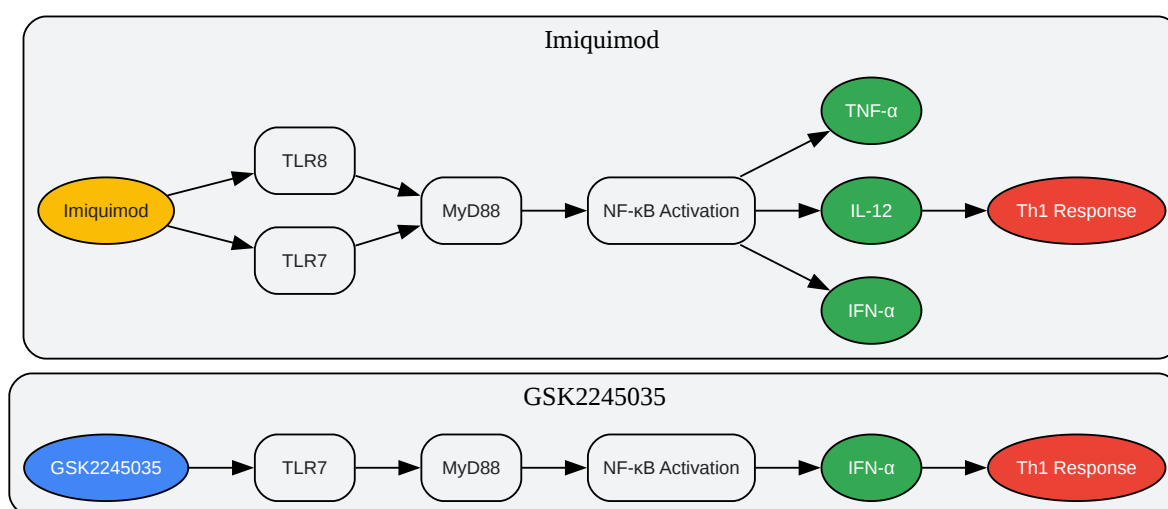 Imiquimod
TNF-α
TLR8
Imiquimod
MyD88
NF-κB Activation
IL-12
Th1 Response
TLR7
IFN-α
GSK2245035
GSK2245035
TLR7
MyD88
NF-κB Activation
IFN-α
Th1 Response